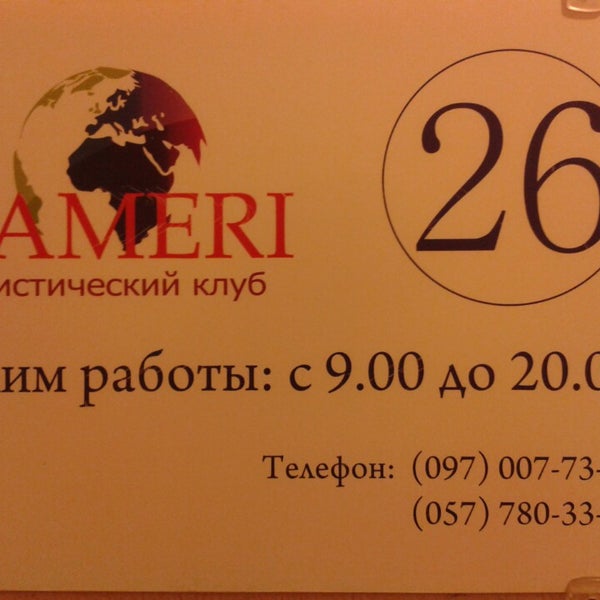 AMERI
26
истический клуб
им работы: с 9.00 до 20.0
Телефон: (097) 007-73-
(057) 780-33-